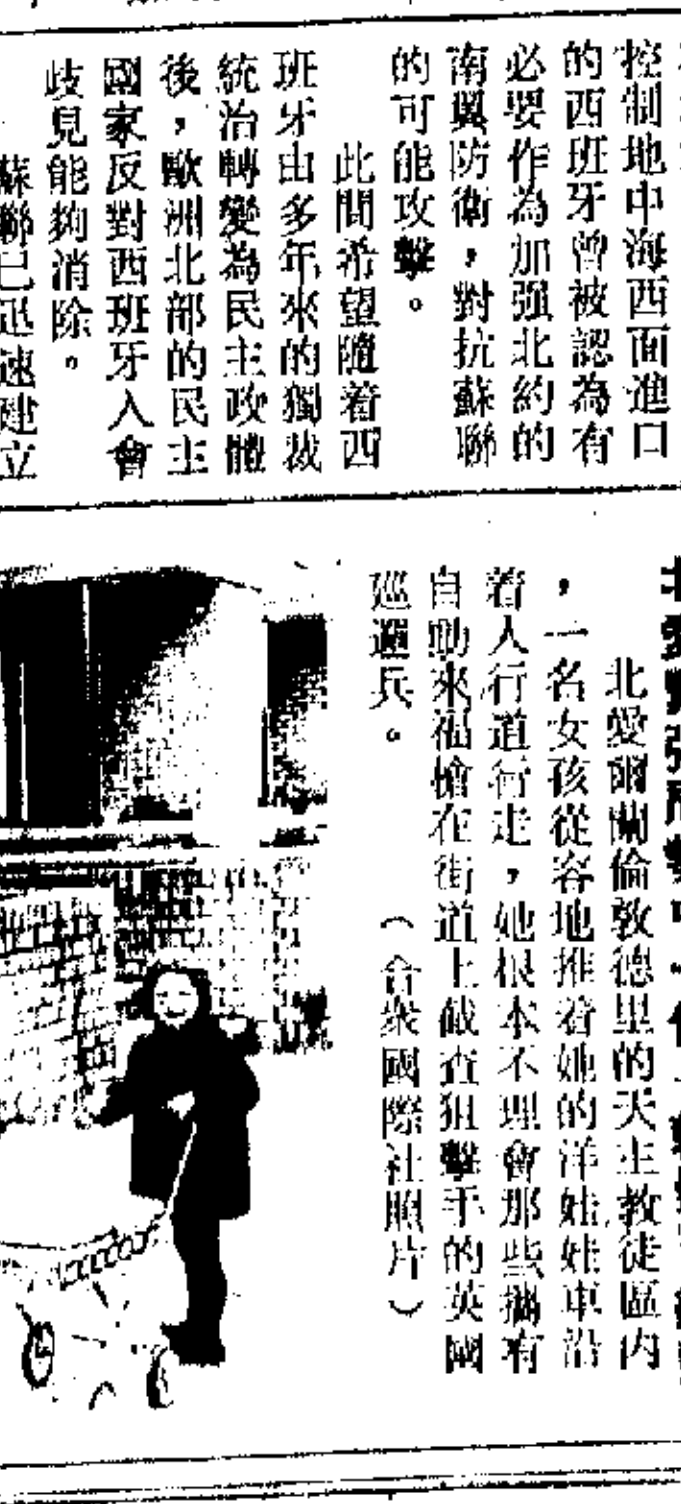 控制地中海西面進口
的西班牙曾被認為有
必要作為加强北約的
南翼防衛，對抗蘇聯
的可能攻擊。
此間希望隨着西
班牙由多年來的獨裁
統治轉變為民主政體
後，歐洲北部的民主
國家反對西班牙入會
歧見能夠消除。
蘇聯已迅速建立
北愛爾蘭倫敦德里的天主教徒區内
，一名女孩從容地推着她的洋娃娃車沿
着人行道行走，她根本不理會那些攜有
自動來福槍在街道上截查狙擊手的英國
巡邏兵。　（合衆國際社照片）